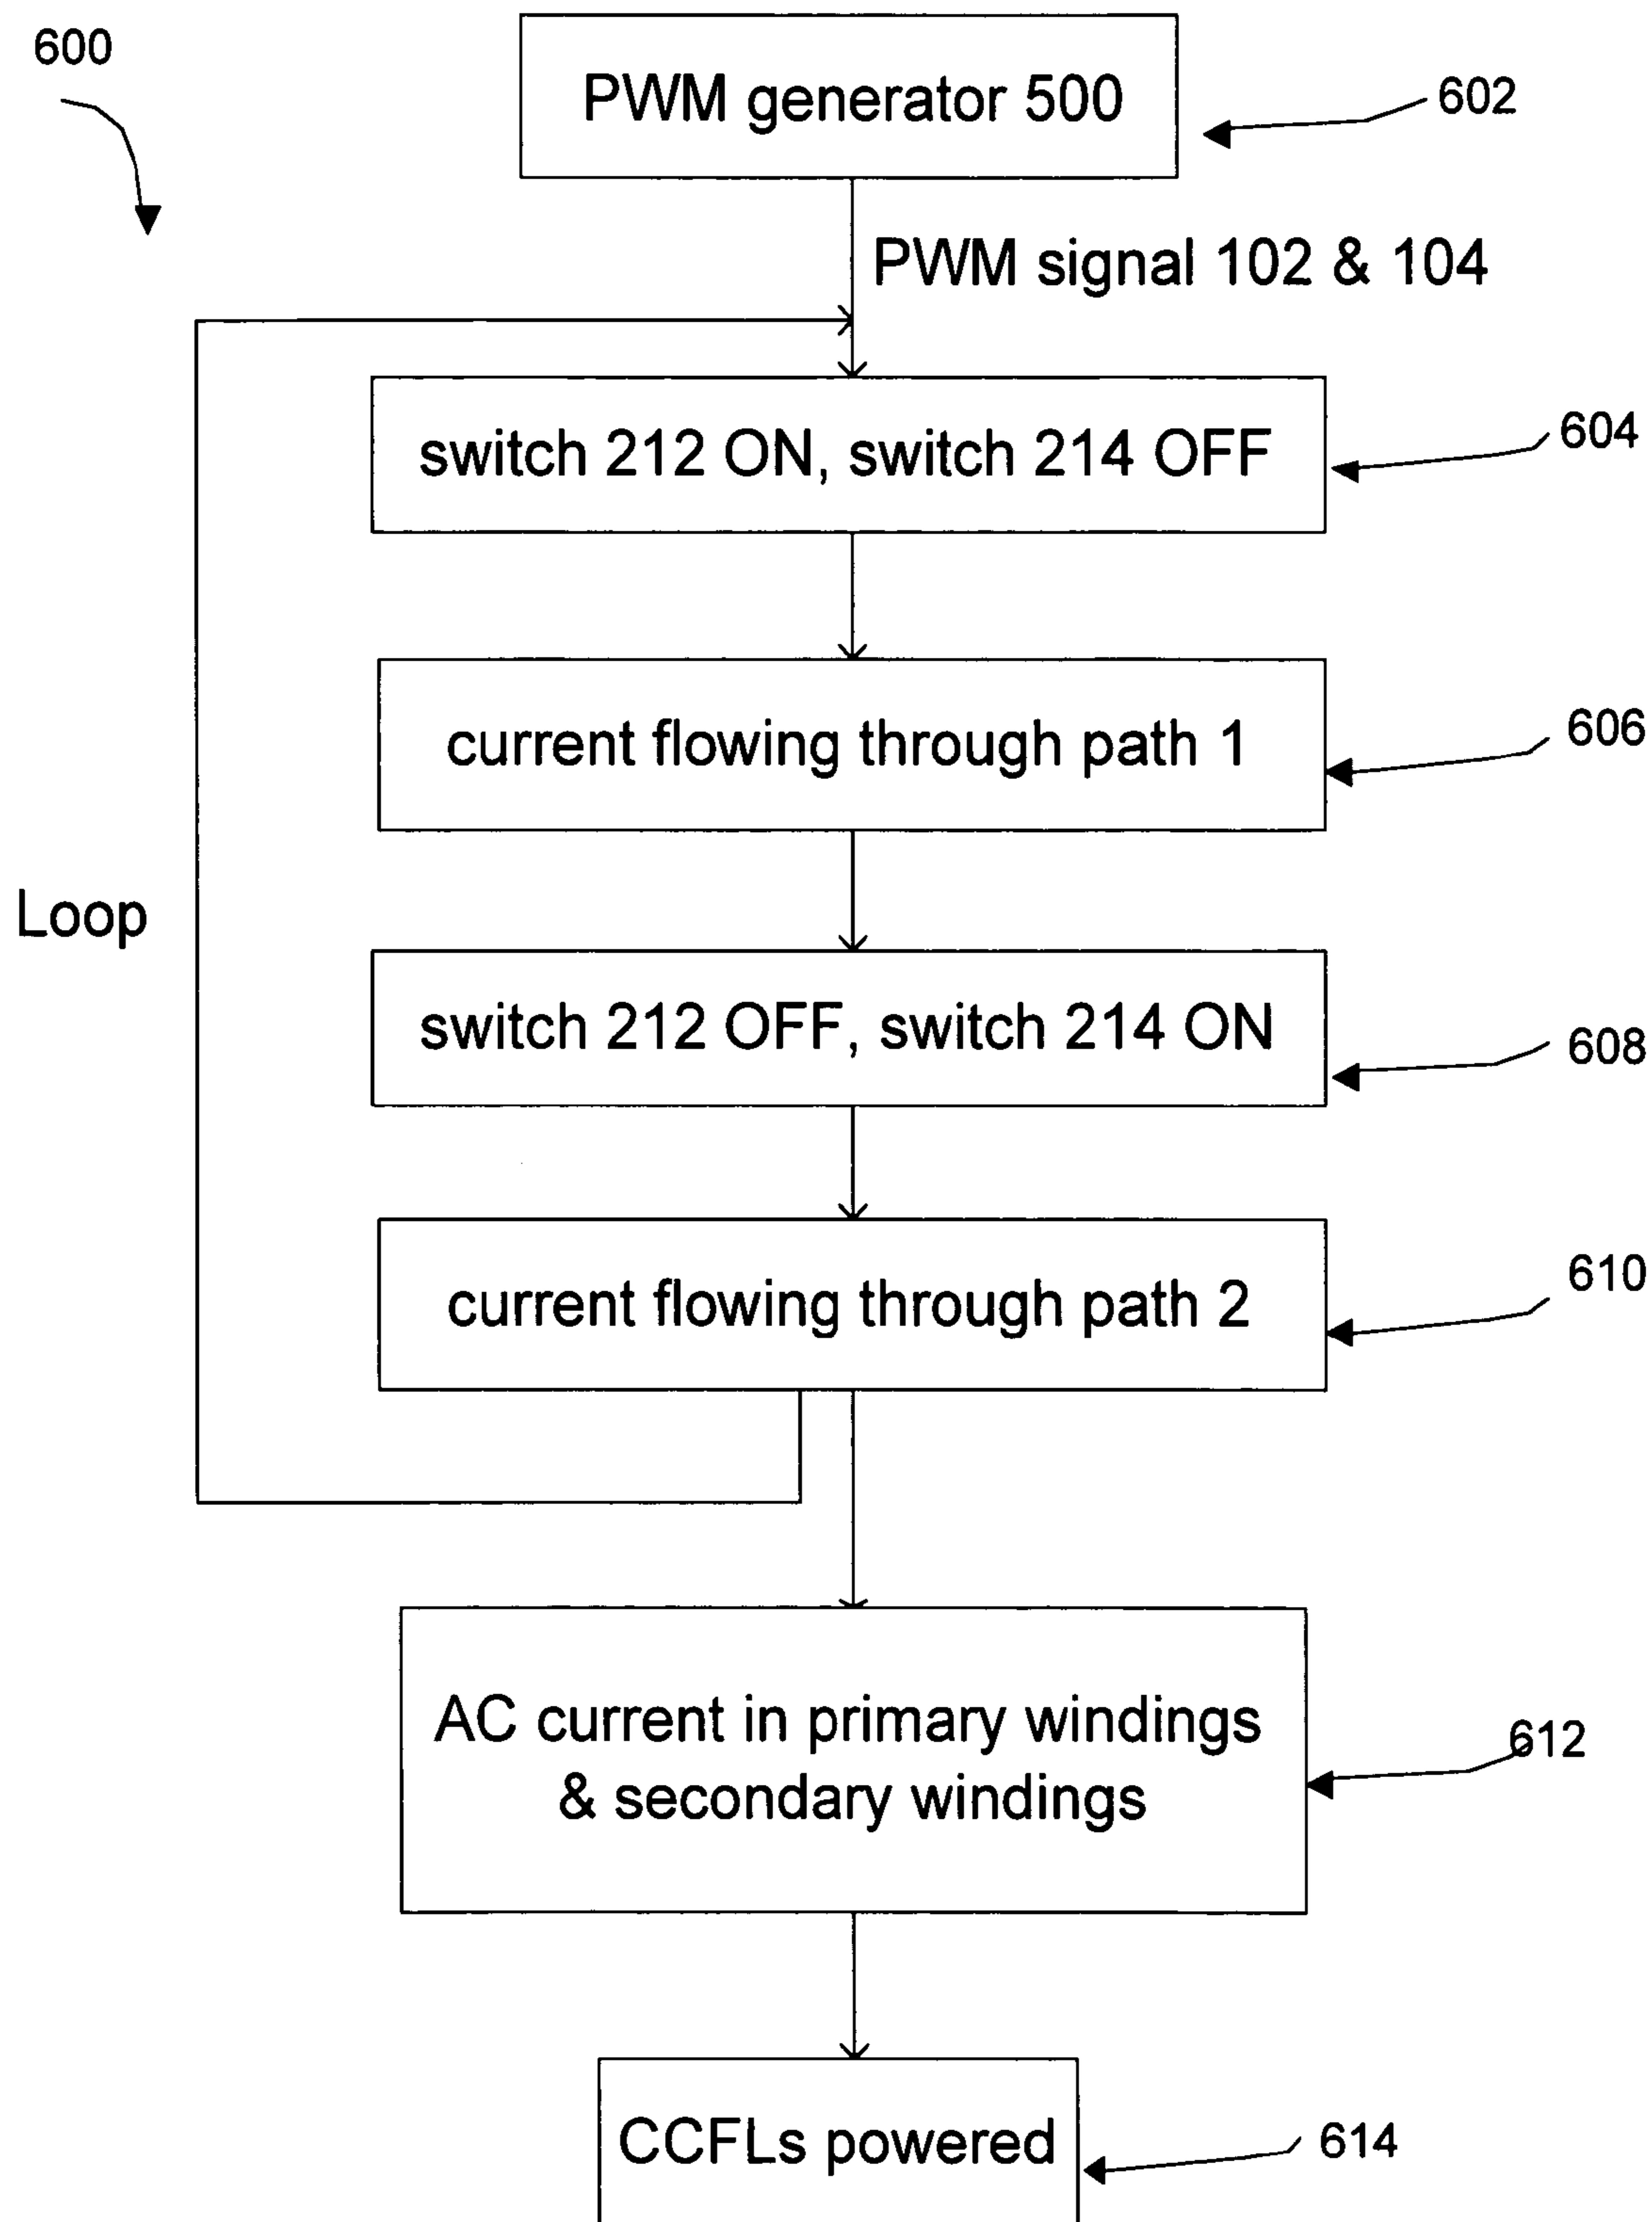 600
PWM generator 500
602
PWM signal 102 & 104
switch 212 ON, switch 214 OFF
604
current flowing through path 1
606
Loop
switch 212 OFF, switch 214 ON
608
current flowing through path 2
610
AC current in primary windings
& secondary windings
612
CCFLs powered
614